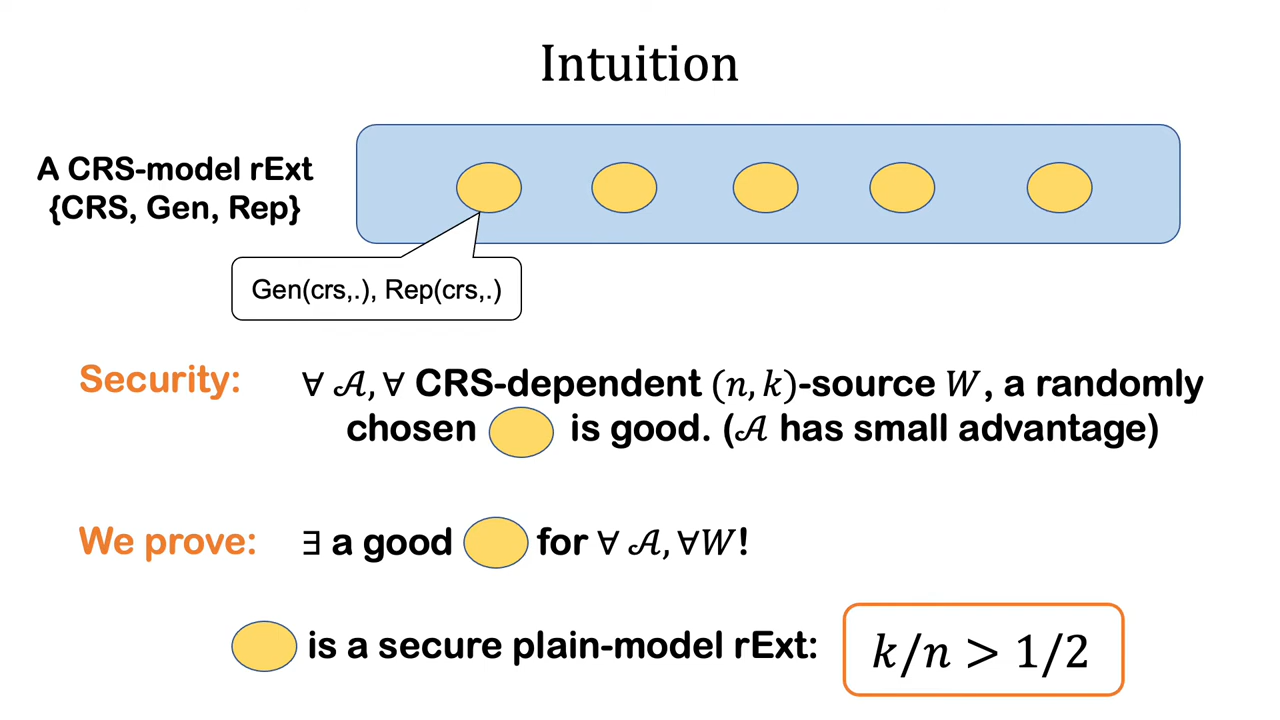 Intuition
A CRS-model rExt
{CRS, Gen, Rep}
Gen(crs,.), Rep(crs,.)
Security: ∀ 𝒜, ∀ CRS-dependent (n, k)-source W, a randomly
chosen is good. (𝒜 has small advantage)
We prove: ∃ a good for ∀ 𝒜, ∀W!
is a secure plain-model rExt: k/n > 1/2